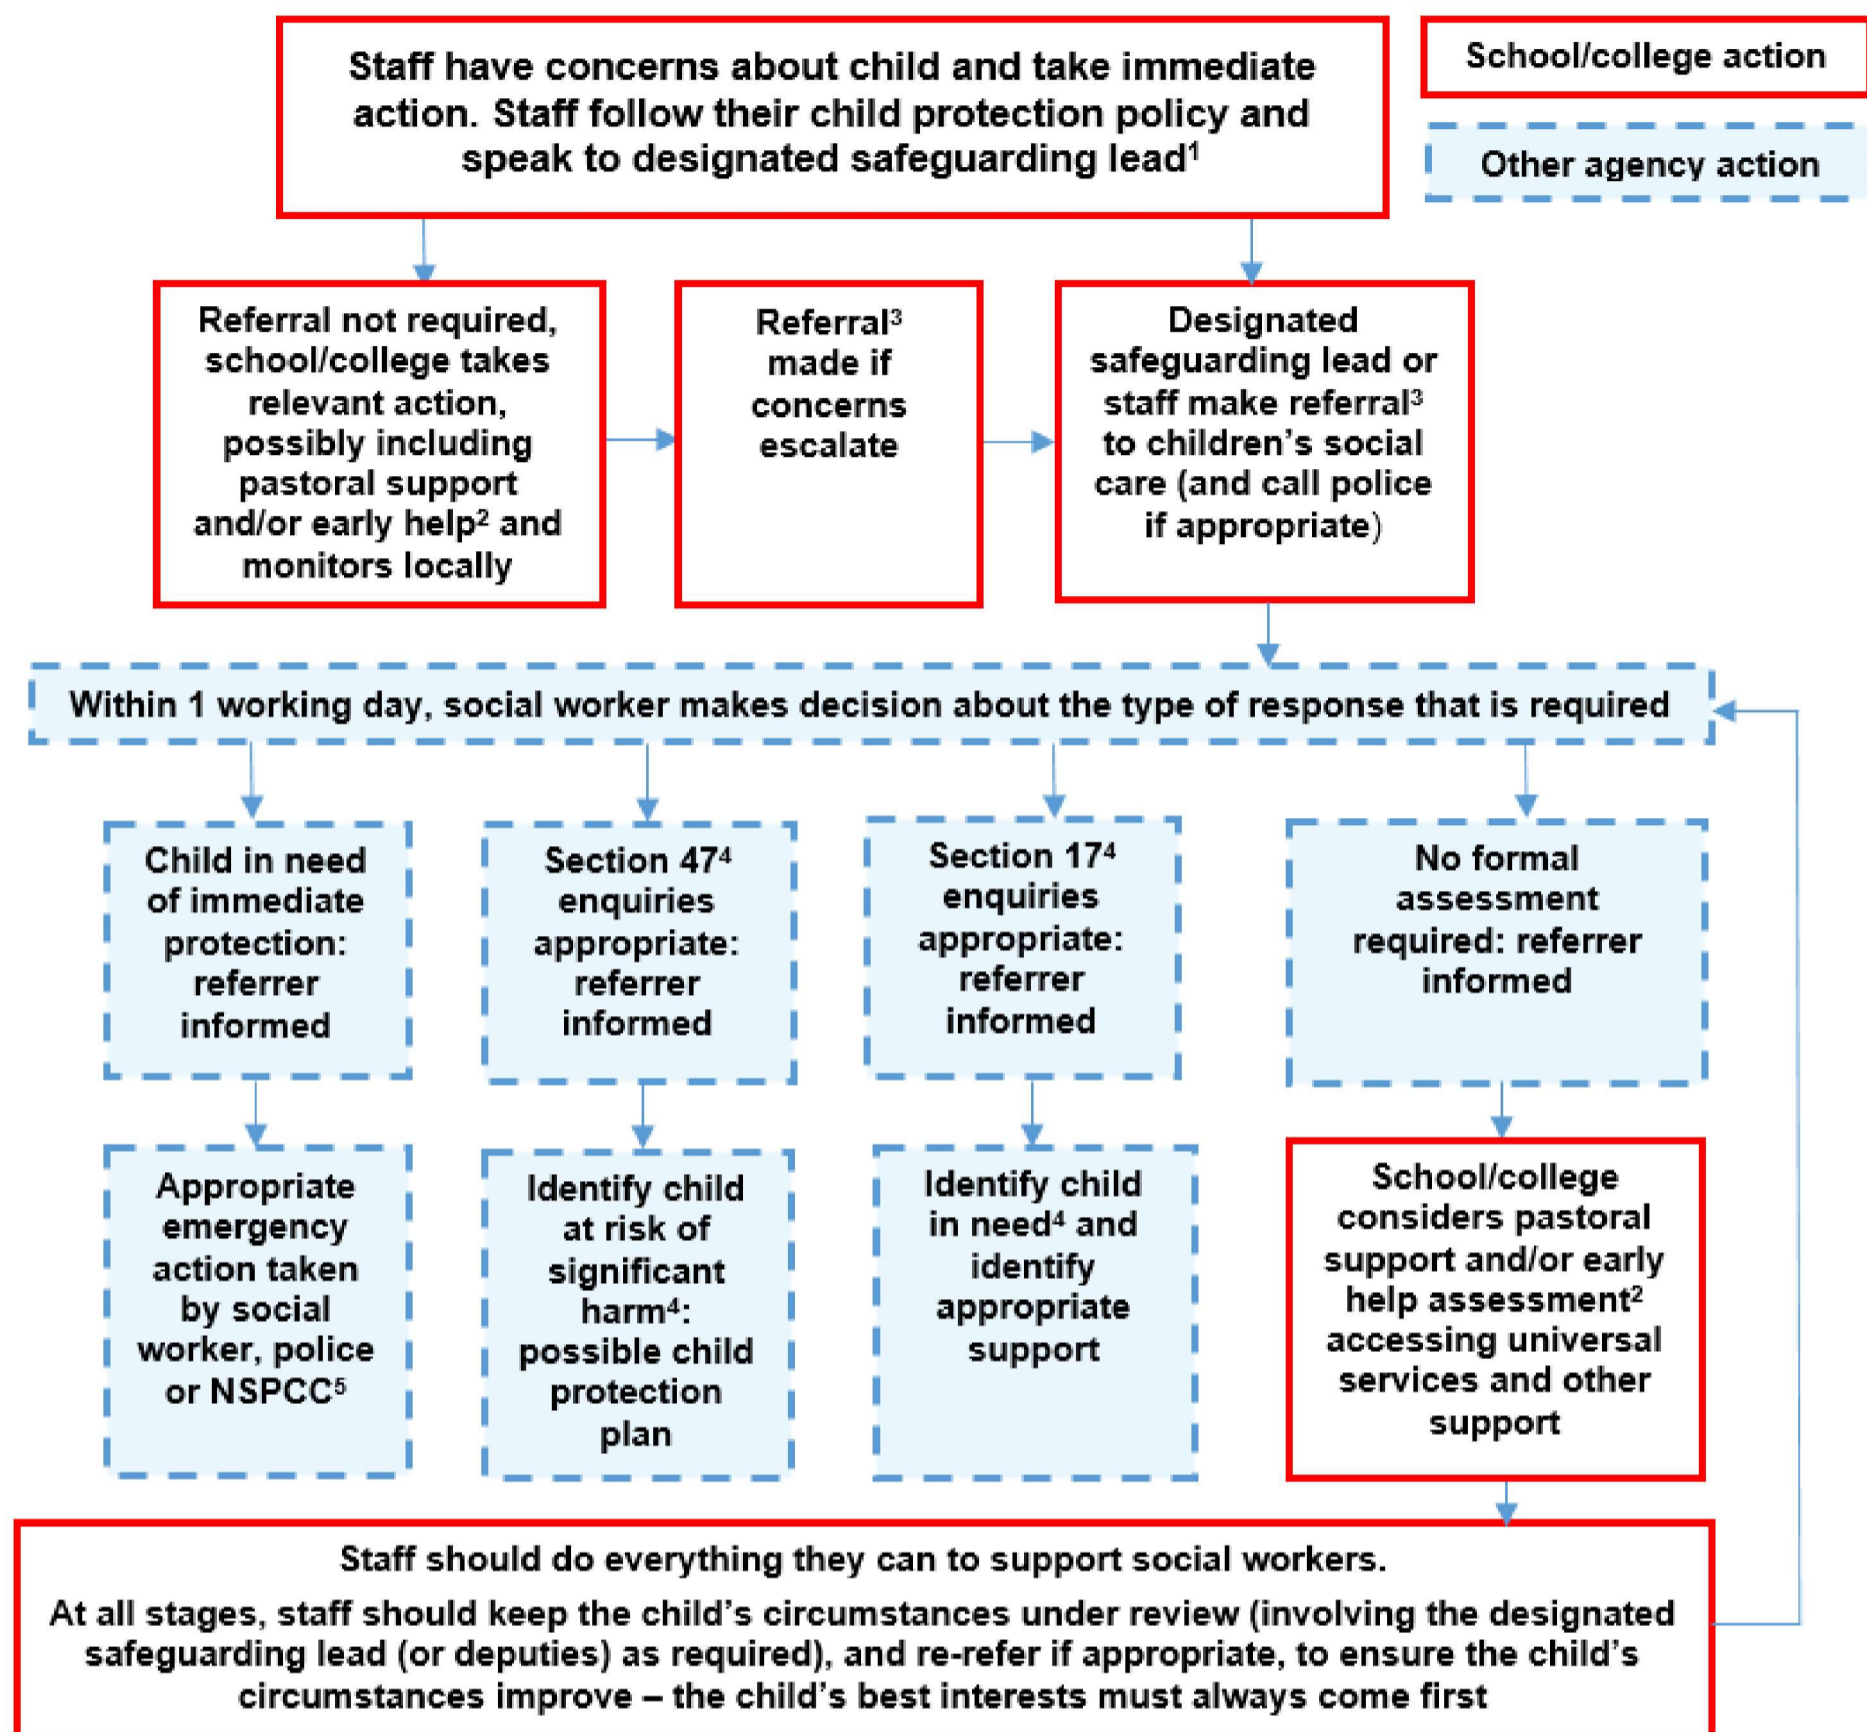 Staff have concerns about child and take immediate
action. Staff follow their child protection policy and
speak to designated safeguarding lead¹
School/college action
Other agency action
Referral not required,
school/college takes
relevant action,
possibly including
pastoral support
and/or early help² and
monitors locally
Referral³
made if
concerns
escalate
Designated
safeguarding lead or
staff make referral³
to children’s social
care (and call police
if appropriate)
Within 1 working day, social worker makes decision about the type of response that is required
Child in need
of immediate
protection:
referrer
informed
Section 47⁴
enquiries
appropriate:
referrer
informed
Section 17⁴
enquiries
appropriate:
referrer
informed
No formal
assessment
required: referrer
informed
Appropriate
emergency
action taken
by social
worker, police
or NSPCC⁵
Identify child
at risk of
significant
harm⁴:
possible child
protection
plan
Identify child
in need⁴ and
identify
appropriate
support
School/college
considers pastoral
support and/or early
help assessment²
accessing universal
services and other
support
Staff should do everything they can to support social workers.
At all stages, staff should keep the child’s circumstances under review (involving the designated
safeguarding lead (or deputies) as required), and re-refer if appropriate, to ensure the child’s
circumstances improve – the child’s best interests must always come first